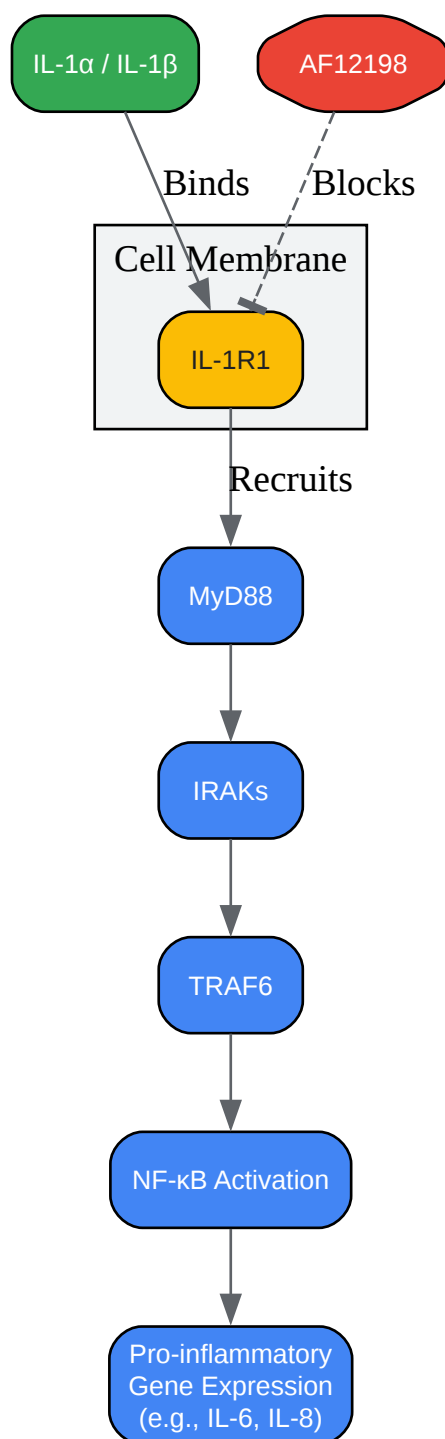 IL-1α / IL-1β
AF12198
Binds
Blocks
Cell Membrane
IL-1R1
Recruits
MyD88
IRAKs
TRAF6
NF-κB Activation
Pro-inflammatory
Gene Expression
(e.g., IL-6, IL-8)